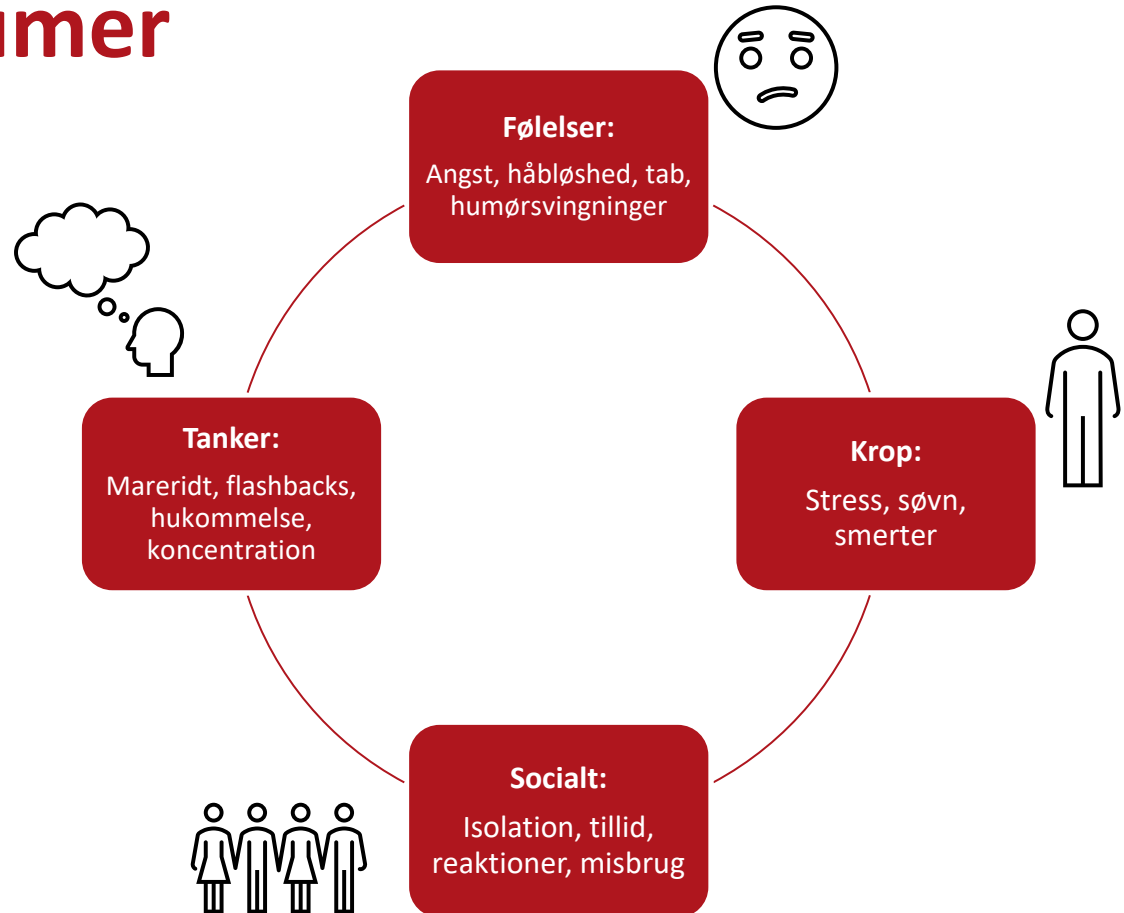 umer
Følelser:
Angst, håbløshed, tab,
humørsvingninger
Tanker:
Mareridt, flashbacks,
hukommelse,
koncentration
Krop:
Stress, søvn,
smerter
Socialt:
Isolation, tillid,
reaktioner, misbrug